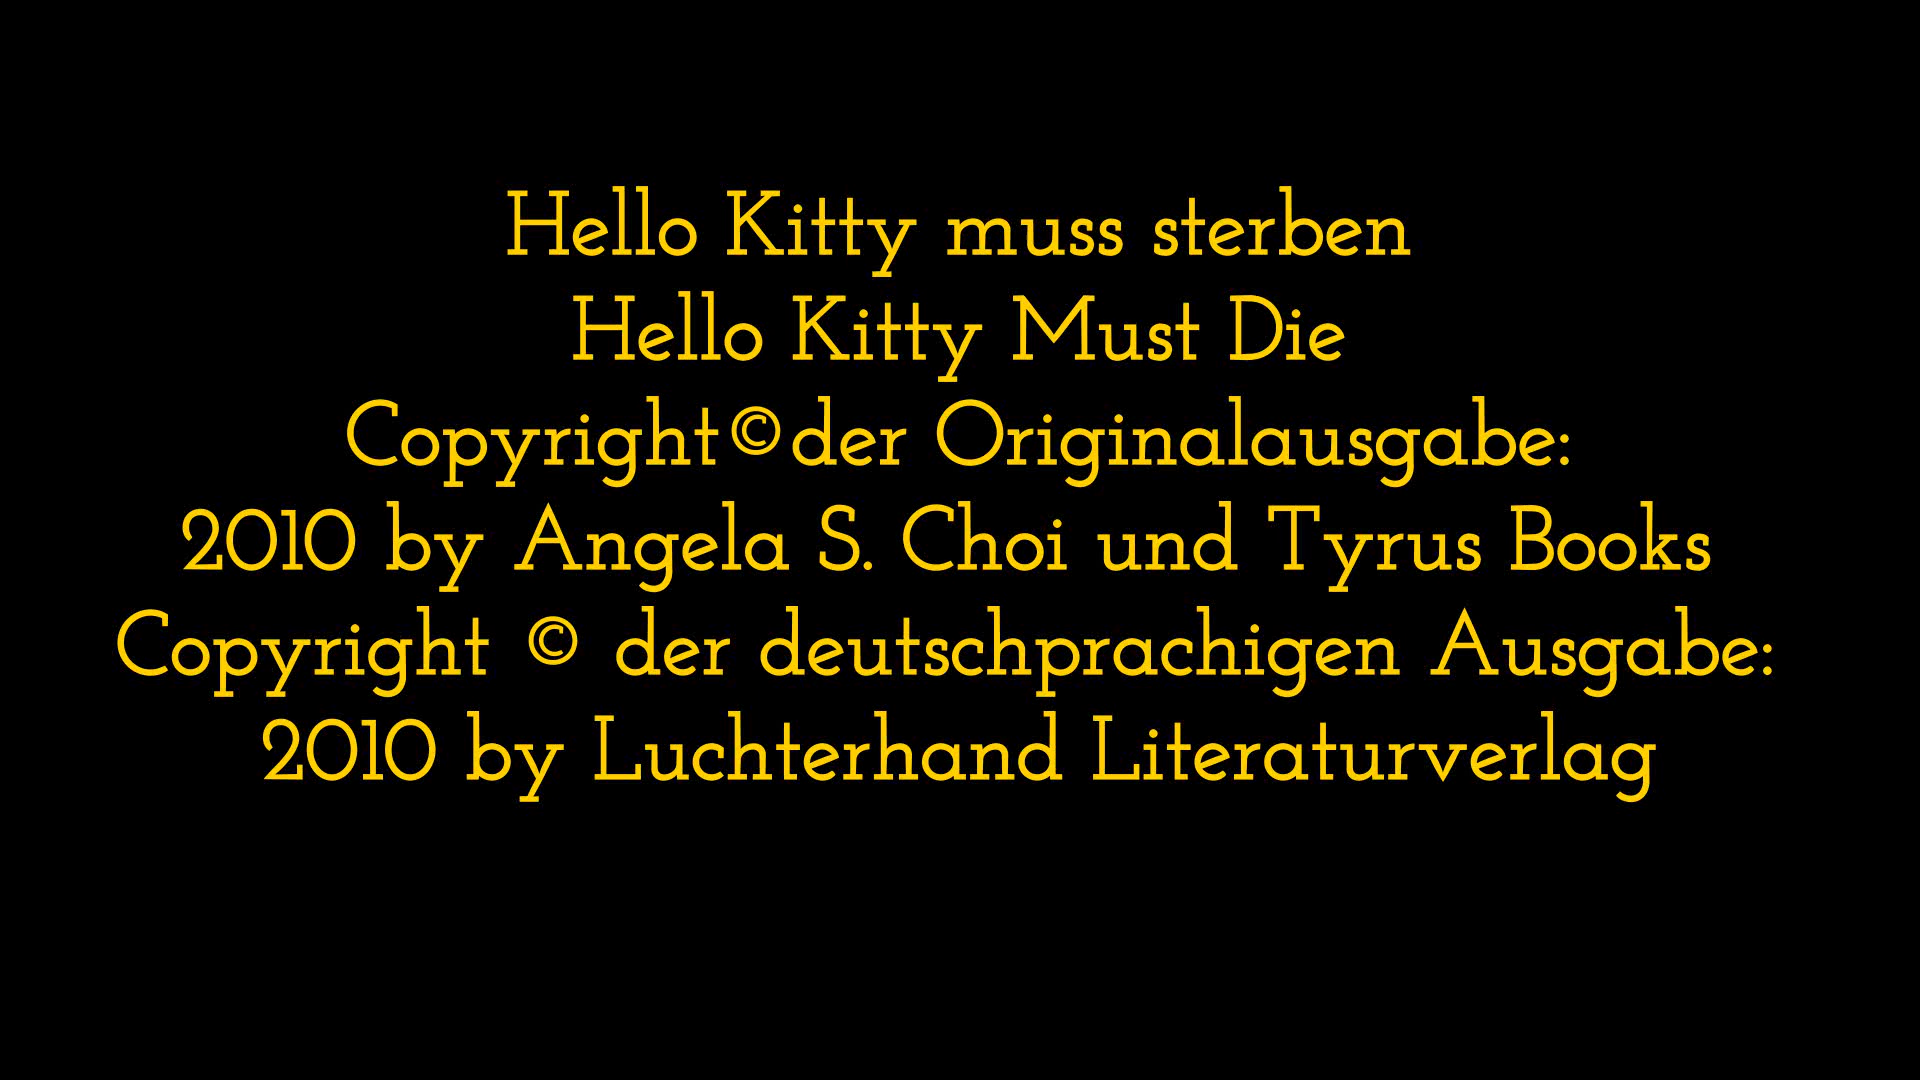 Hello Kitty muss sterben
Hello Kitty Must Die
Copyright©der Originalausgabe:
2010 by Angela S. Choi und Tyrus Books
Copyright © der deutschprachigen Ausgabe:
2010 by Luchterhand Literaturverlag